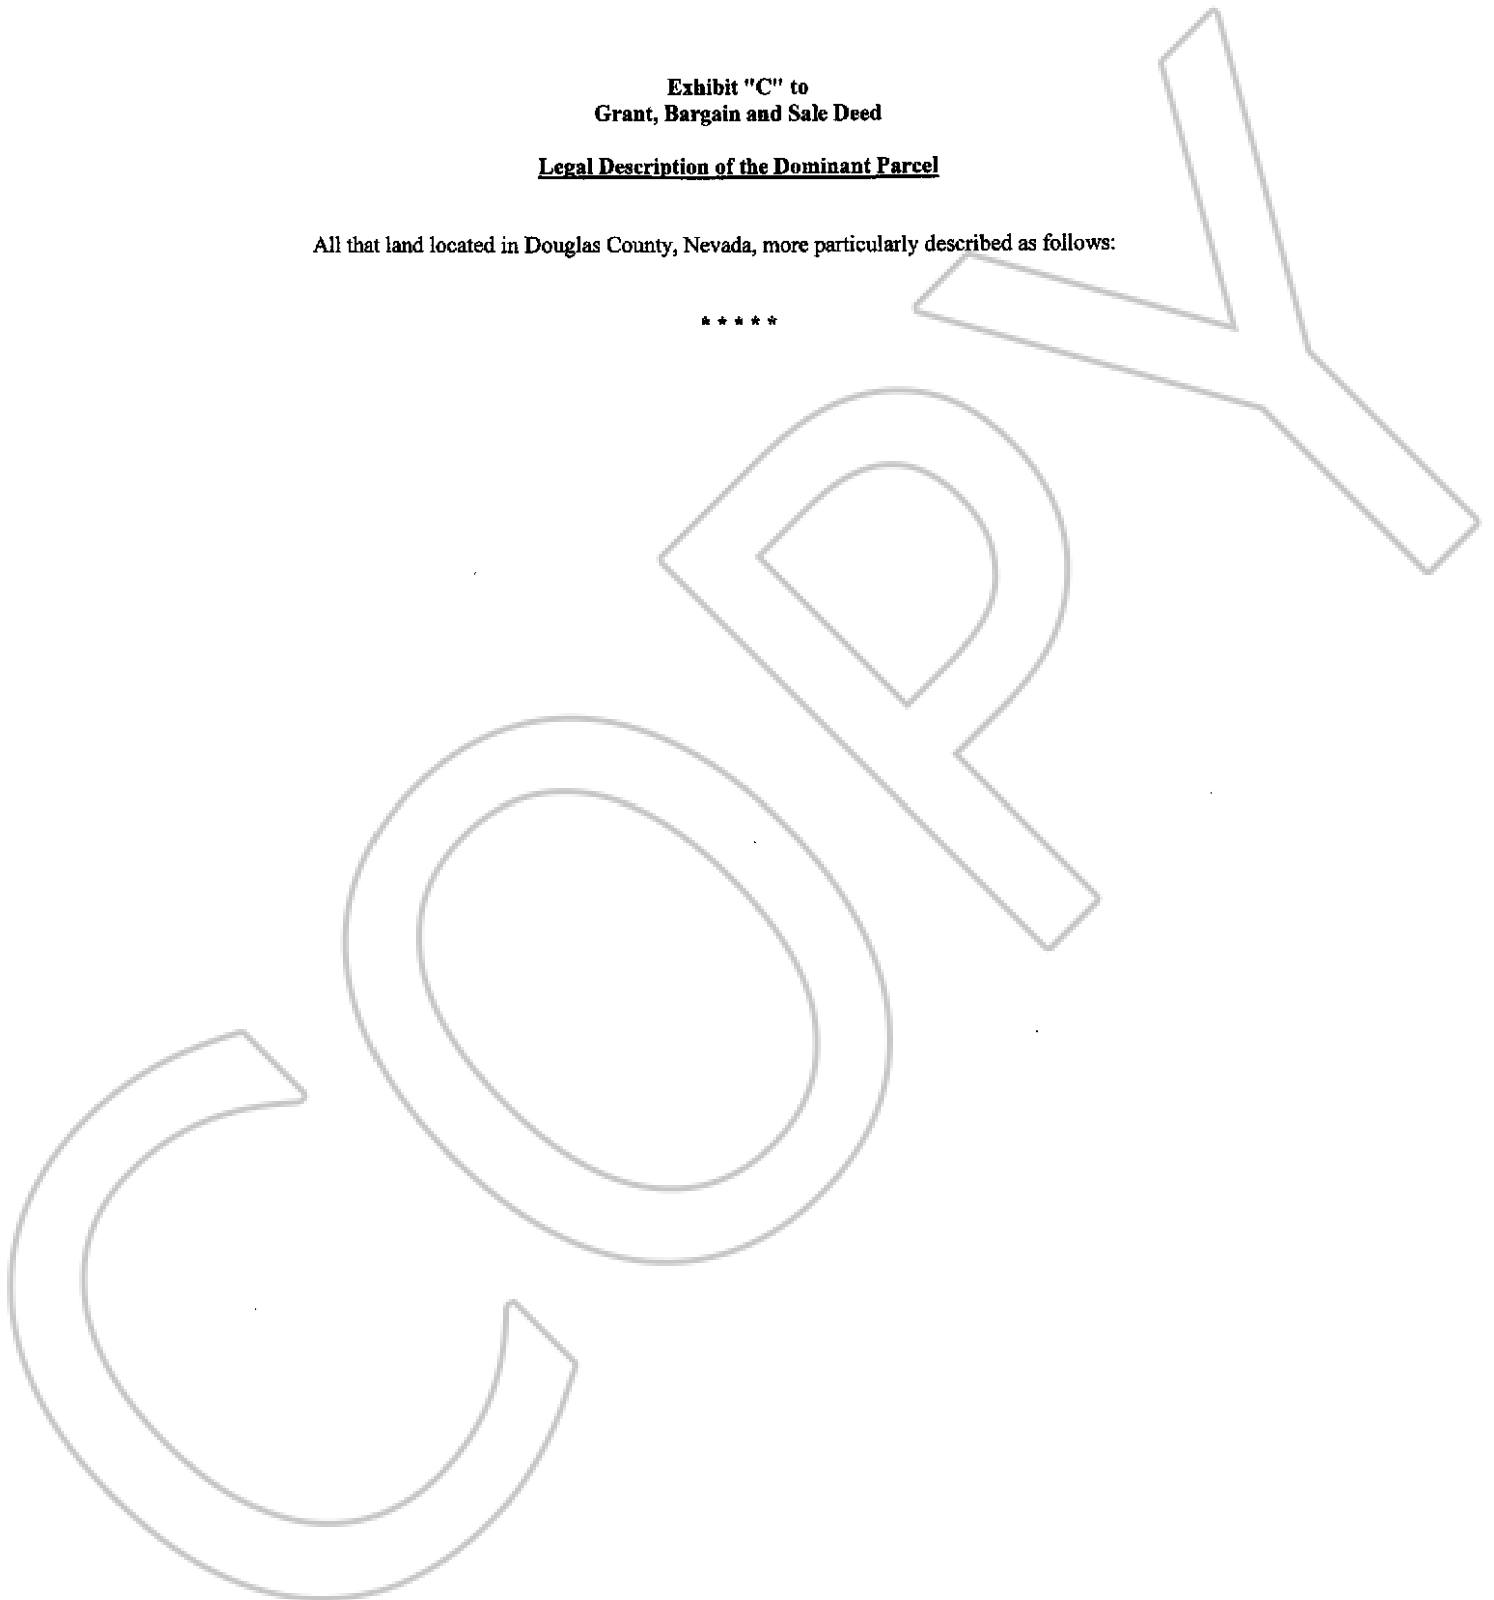 Exhibit "C" to
Grant, Bargain and Sale Deed
Legal Description of the Dominant Parcel
All that land located in Douglas County, Nevada, more particularly described as follows:
* * * * *
COPY